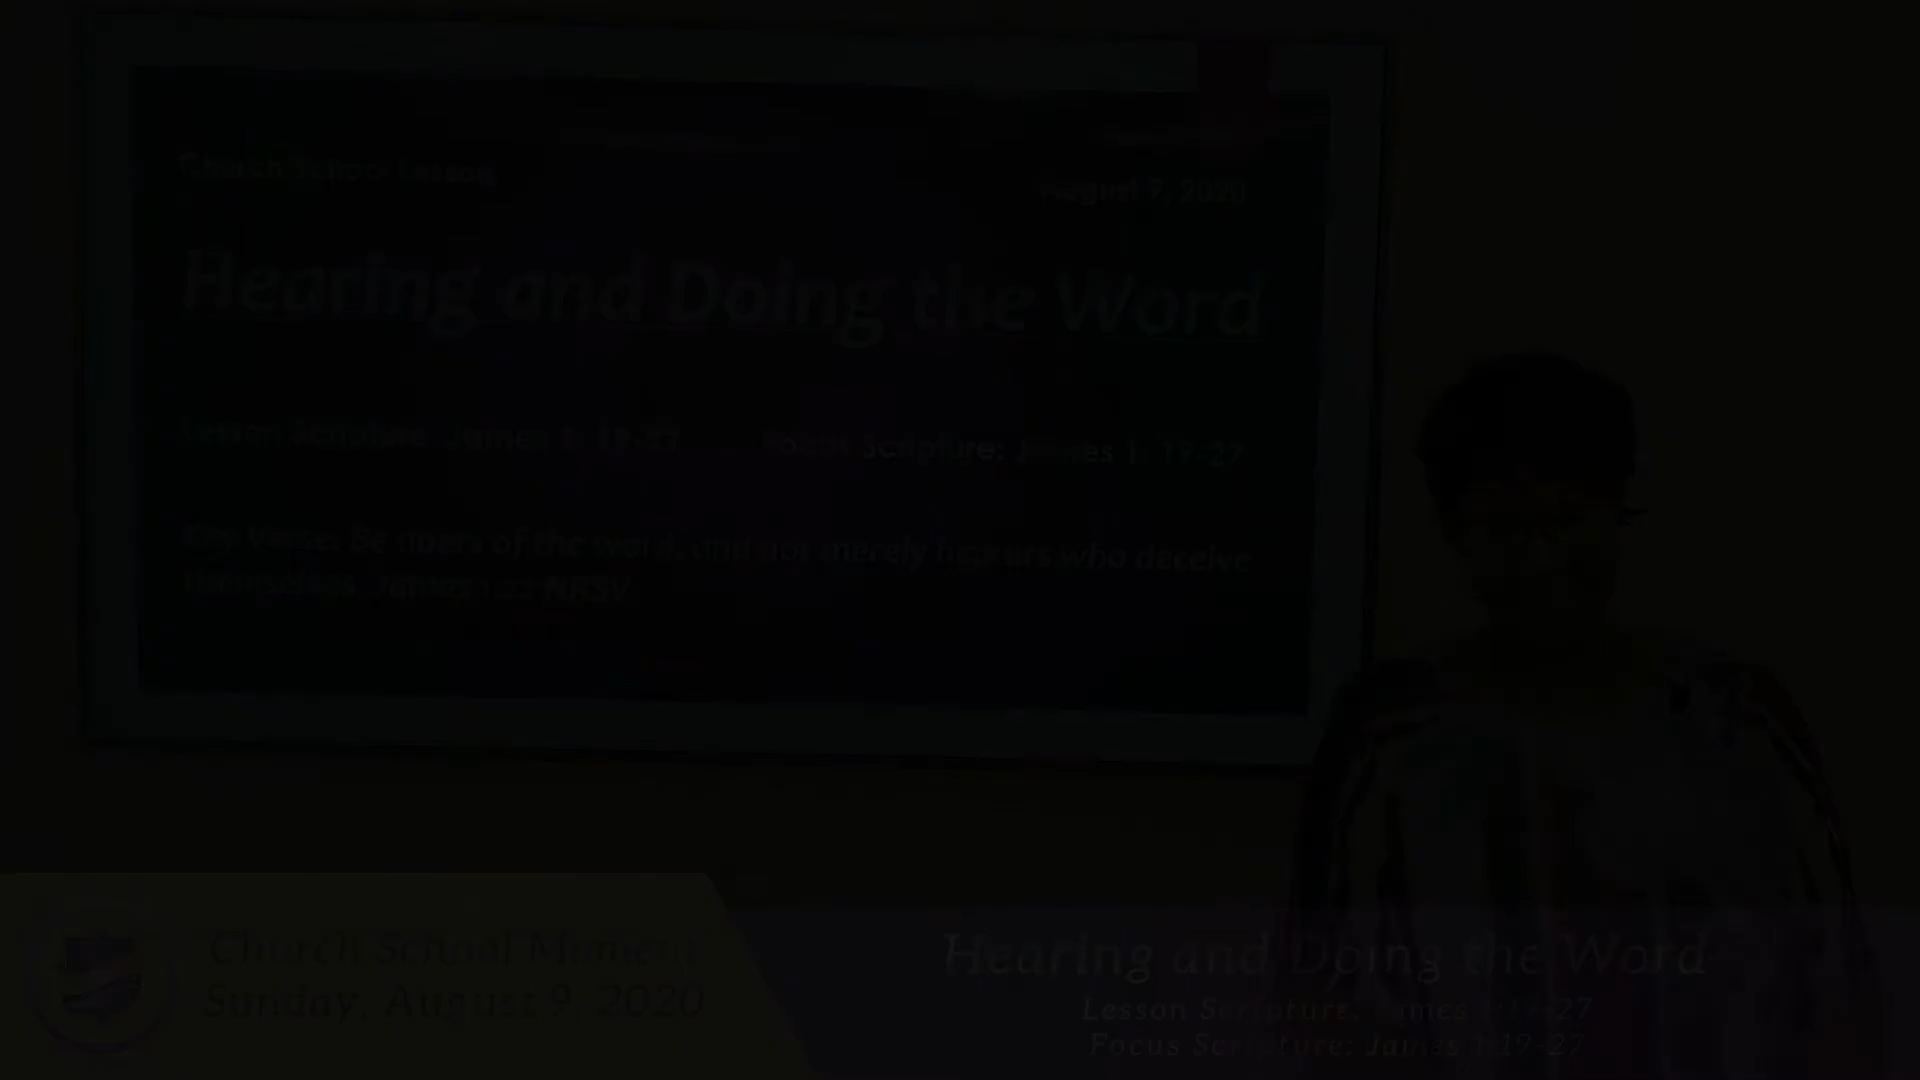 Church School Lesson
August 9, 2020
Hearing and Doing the Word
Lesson Scripture: James 1: 19-27
Focus Scripture: James 1: 19-27
Key Verse: Be doers of the word, and not merely hearers who deceive
themselves. James 1:22 NRSV
Church School Moment
Sunday, August 9, 2020
Hearing and Doing the Word
Lesson Scripture: James 1:19-27
Focus Scripture: James 1:19-27